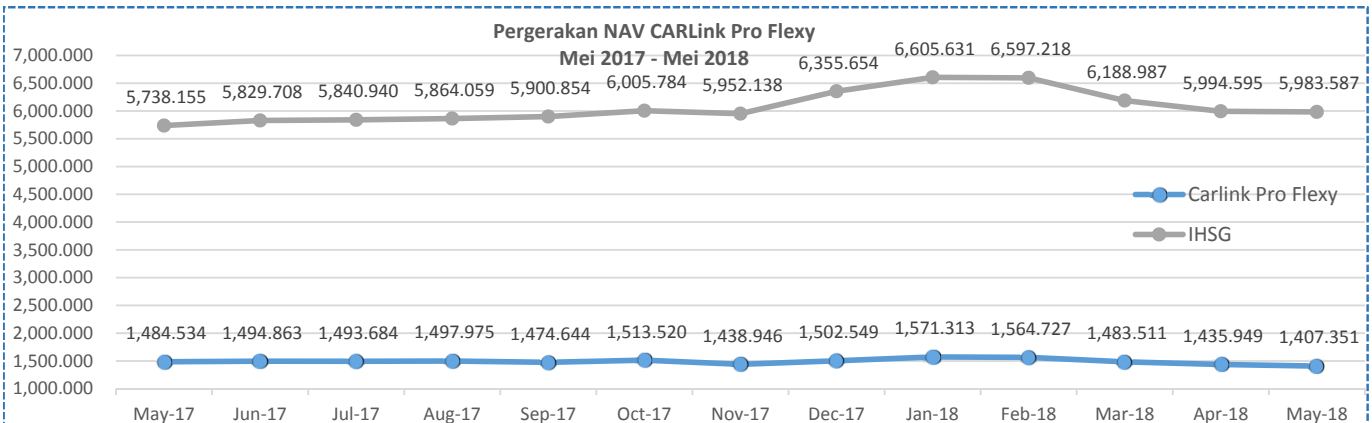 Pergerakan NAV CARLink Pro Flexy
Mei 2017 - Mei 2018
7,000.000
6,500.000
6,000.000
5,500.000
5,000.000
4,500.000
4,000.000
3,500.000
3,000.000
2,500.000
2,000.000
1,500.000
1,000.000
5,738.155 5,829.708 5,840.940 5,864.059 5,900.854 6,005.784 5,952.138 6,355.654 6,605.631 6,597.218 6,188.987 5,994.595 5,983.587
Carlink Pro Flexy
IHSG
1,484.534 1,494.863 1,493.684 1,497.975 1,474.644 1,513.520 1,438.946 1,502.549 1,571.313 1,564.727 1,483.511 1,435.949 1,407.351
May-17 Jun-17 Jul-17 Aug-17 Sep-17 Oct-17 Nov-17 Dec-17 Jan-18 Feb-18 Mar-18 Apr-18 May-18